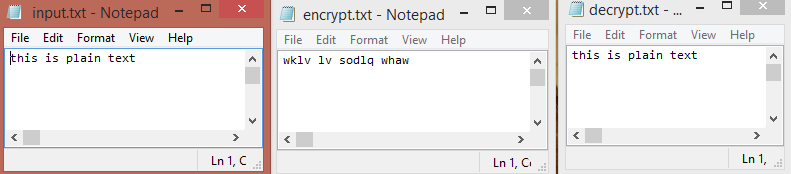 input.txt - Notepad
File Edit Format View Help
this is plain text
Ln 1, C
encrypt.txt - Notepad
File Edit Format View Help
wklv lv sodlq whaw
Ln 1, Cc
decrypt.txt - ...
File Edit Format View Help
this is plain text
Ln 1,